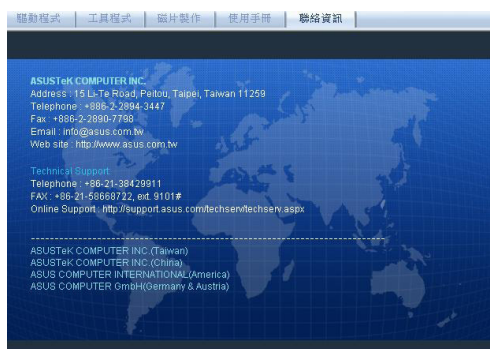 驅動程式 工具程式 磁片製作 使用手冊 聯絡資訊
ASUSTeK COMPUTER INC.
Address : 15 Li-Te Road, Peitou, Taipei, Taiwan 11259
Telephone : +886-2-2894-3447
Fax : +886-2-2890-7798
Email : info@asus.com.tw
Web site : http://www.asus.com.tw
Technical Support
Telephone : +86-21-38429911
FAX : +86-21-58668722, ext. 9101#
Online Support : http://support.asus.com/techserv/techserv.aspx
ASUSTeK COMPUTER INC.(Taiwan)
ASUSTeK COMPUTER INC.(China)
ASUS COMPUTER INTERNATIONAL(America)
ASUS COMPUTER GmbH(Germany & Austria)